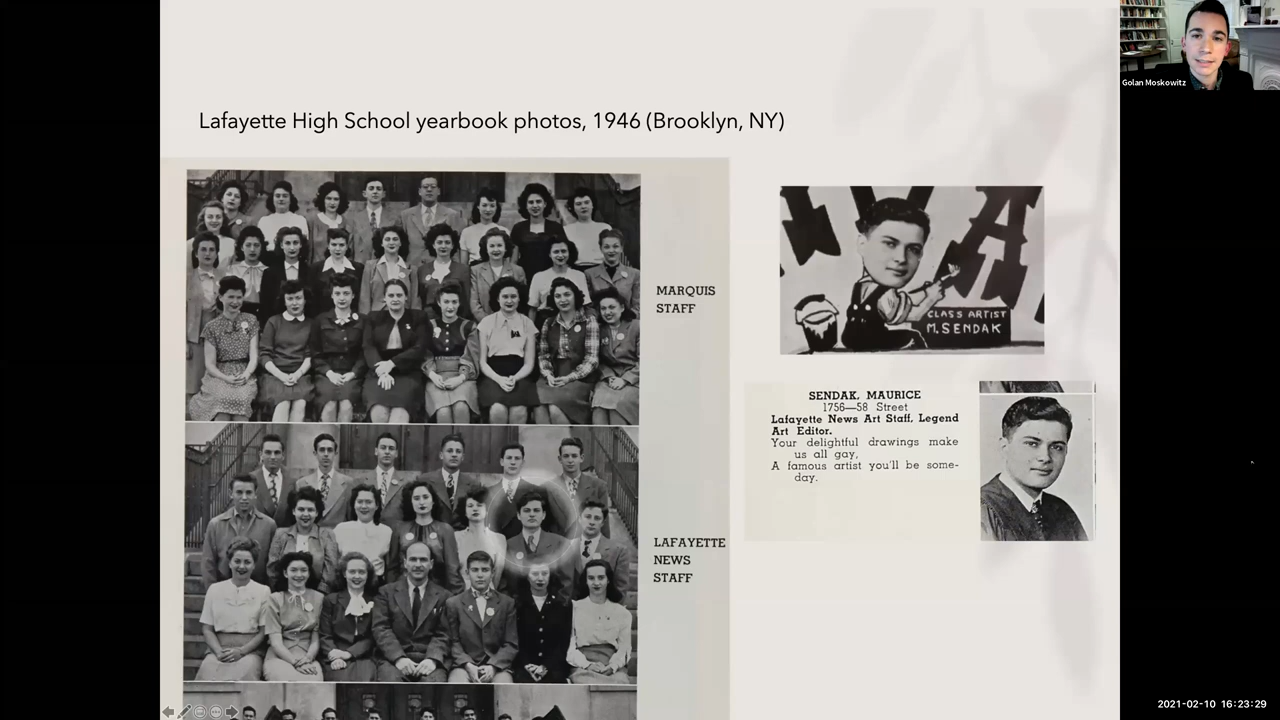 Golan Moskowitz
Lafayette High School yearbook photos, 1946 (Brooklyn, NY)
MARQUIS
STAFF
CLASS ARTIST
M. SENDAK
SENDAK, MAURICE
1756—58 Street
Lafayette News Art Staff, Legend
Art Editor.
Your delightful drawings make
us all gay,
A famous artist you'll be some-
day.
LAFAYETTE
NEWS
STAFF
2021-02-10 16:23:29